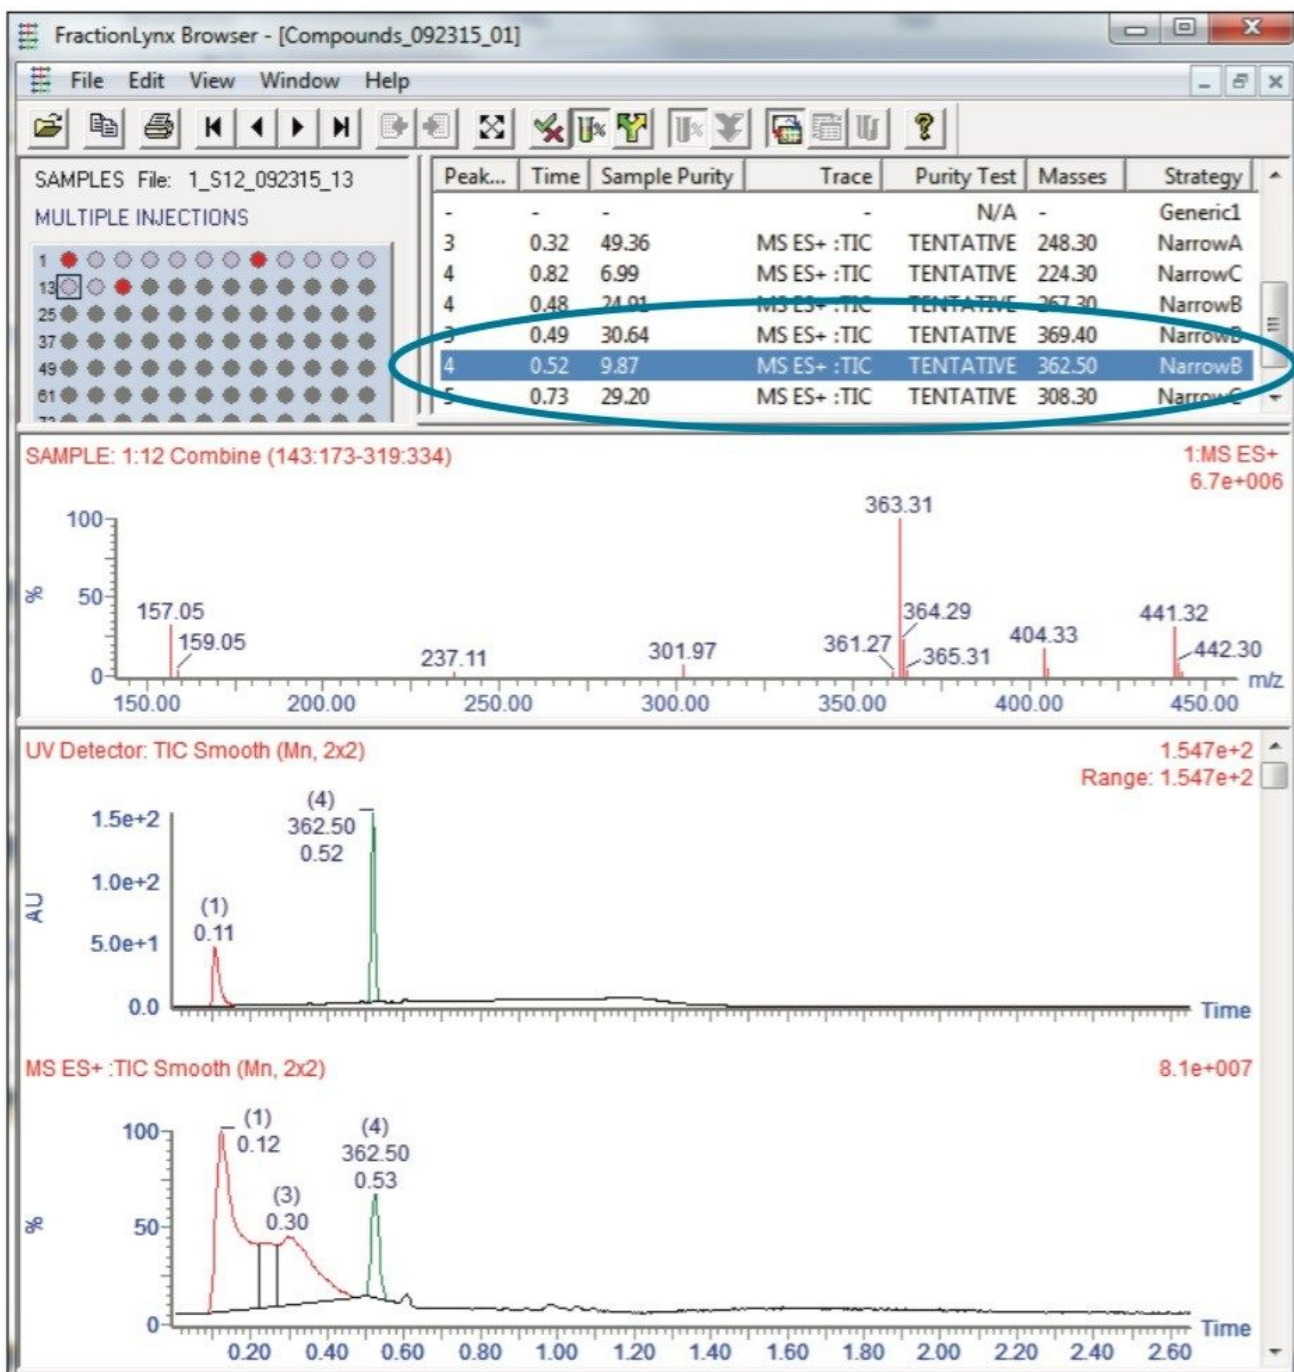 FractionLynx Browser - [Compounds_092315_01]
File Edit View Window Help
SAMPLES File: 1_S12_092315_13
MULTIPLE INJECTIONS
1
13
25
37
49
61
Peak... Time Sample Purity Trace Purity Test Masses Strategy
- - - - N/A - Generic1
3 0.32 49.36 MS ES+ :TIC TENTATIVE 248.30 NarrowA
4 0.82 6.99 MS ES+ :TIC TENTATIVE 224.30 NarrowC
4 0.48 24.91 MS ES+ :TIC TENTATIVE 267.30 NarrowB
3 0.49 30.64 MS ES+ :TIC TENTATIVE 369.40 NarrowB
4 0.52 9.87 MS ES+ :TIC TENTATIVE 362.50 NarrowB
5 0.73 29.20 MS ES+ :TIC TENTATIVE 308.30 NarrowC
SAMPLE: 1:12 Combine (143:173-319:334)
1:MS ES+
6.7e+006
363.31
100
%
50
157.05
364.29
441.32
159.05
361.27
404.33
237.11
301.97
365.31
442.30
0
m/z
150.00 200.00 250.00 300.00 350.00 400.00 450.00
UV Detector: TIC Smooth (Mn, 2x2)
1.547e+2
Range: 1.547e+2
(4)
1.5e+2
362.50
0.52
1.0e+2
AU
(1)
0.11
5.0e+1
0.0
Time
MS ES+ :TIC Smooth (Mn, 2x2)
8.1e+007
(1)
100
0.12
(4)
362.50
0.53
(3)
0.30
50
%
0
Time
0.20 0.40 0.60 0.80 1.00 1.20 1.40 1.60 1.80 2.00 2.20 2.40 2.60